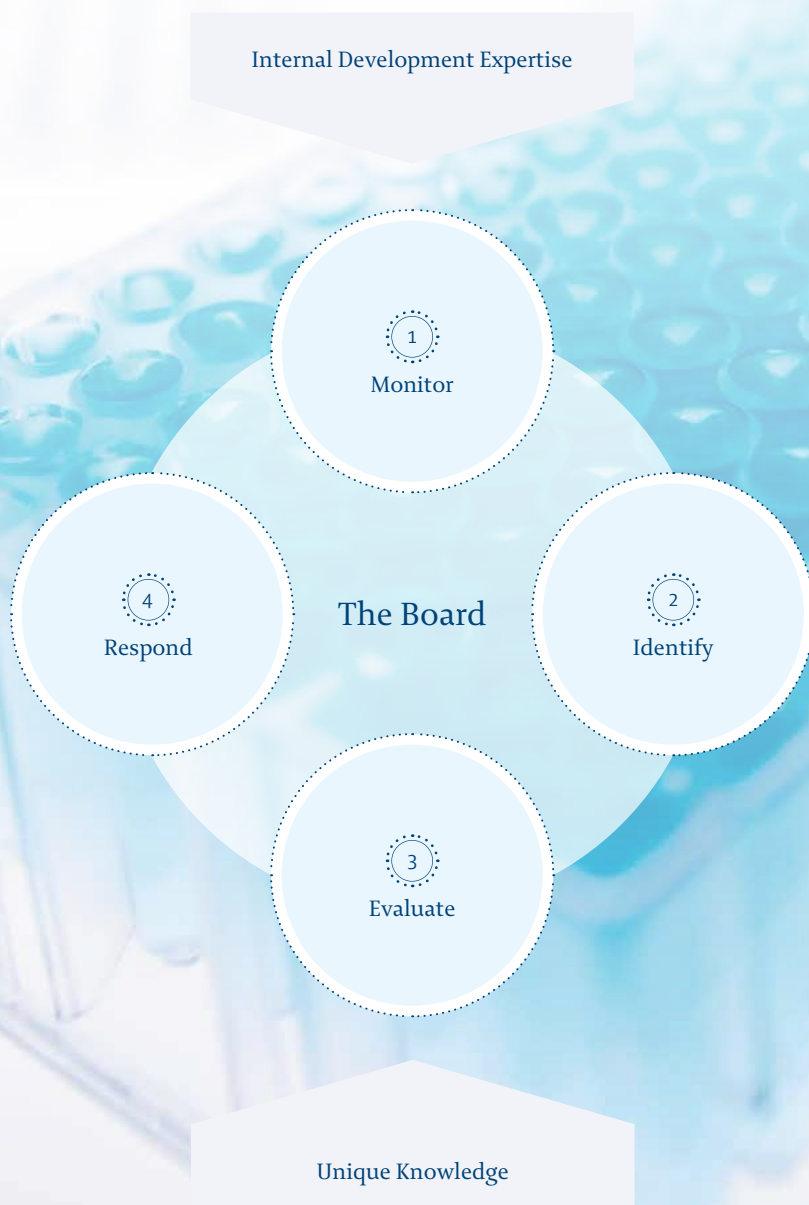 Internal Development Expertise
1
Monitor
4
Respond
The Board
2
Identify
3
Evaluate
Unique Knowledge